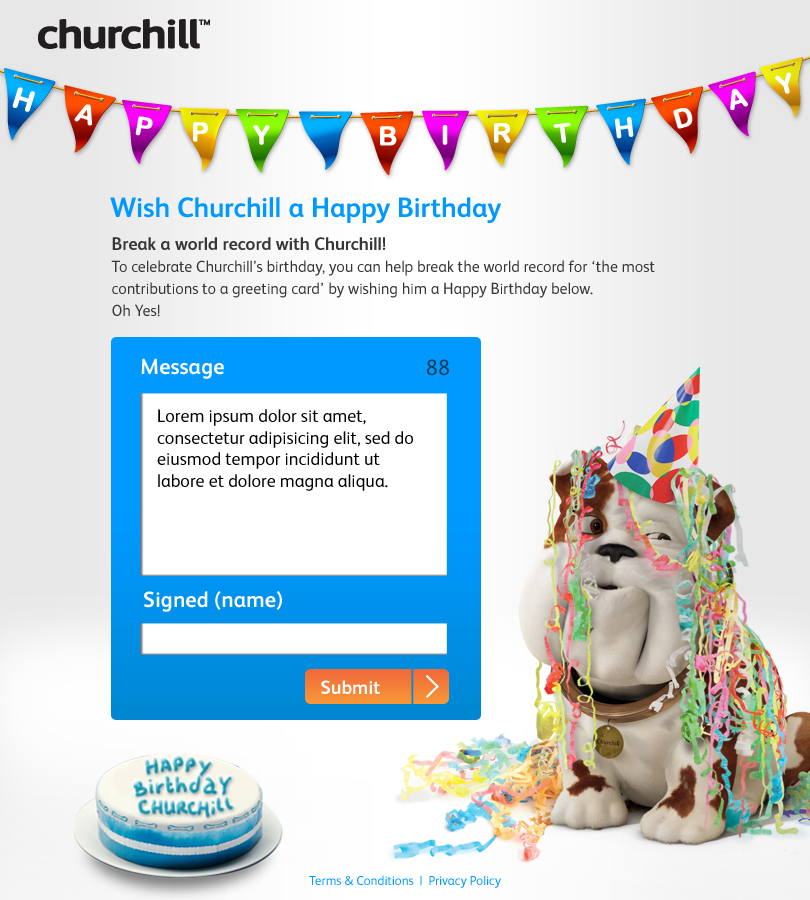 churchill™
HAPPY BIRTHDAY
Wish Churchill a Happy Birthday
Break a world record with Churchill!
To celebrate Churchill’s birthday, you can help break the world record for ‘the most
contributions to a greeting card’ by wishing him a Happy Birthday below.
Oh Yes!
Message 88
Lorem ipsum dolor sit amet,
consectetur adipisicing elit, sed do
eiusmod tempor incididunt ut
labore et dolore magna aliqua.
Signed (name)
Submit
churchill
HAPPY
BirthdAY
CHURCHill
Terms & Conditions | Privacy Policy